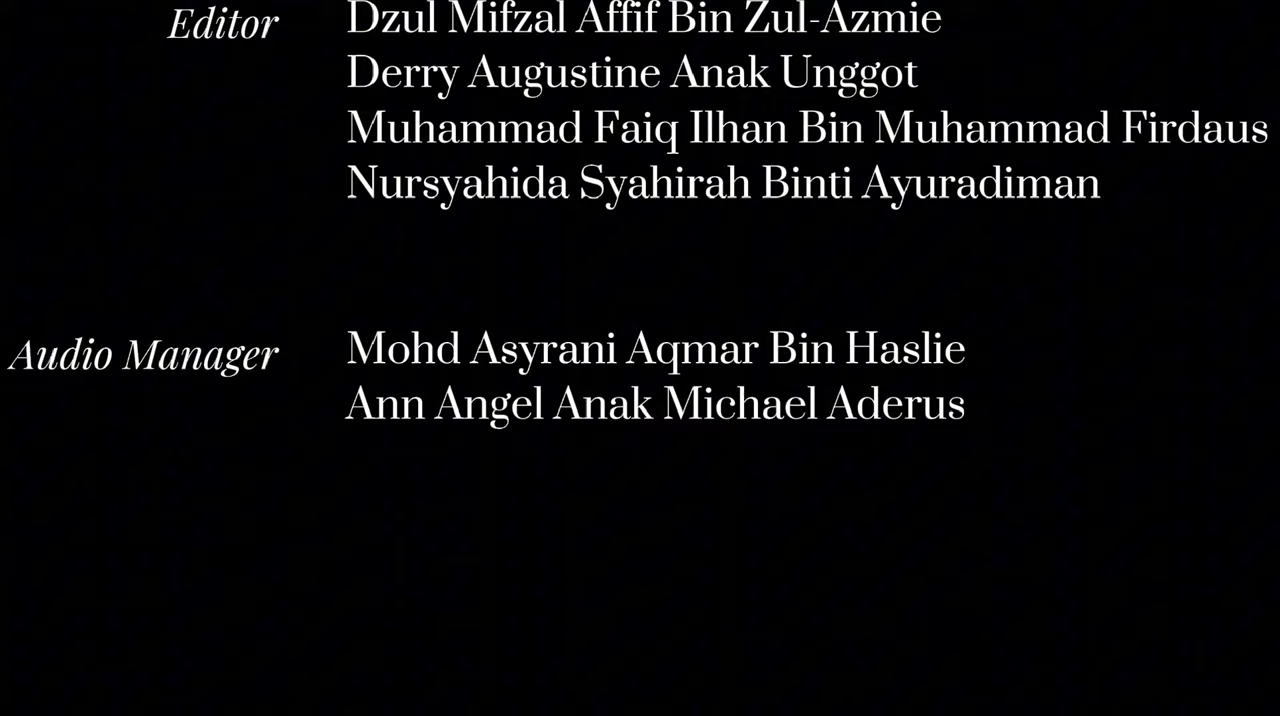 Editor Dzul Mifzal Affif Bin Zul-Azmie
Derry Augustine Anak Unggot
Muhammad Faiq Ilhan Bin Muhammad Firdaus
Nursyahida Syahirah Binti Ayuradiman
Audio Manager Mohd Asyrani Aqmar Bin Haslie
Ann Angel Anak Michael Aderus